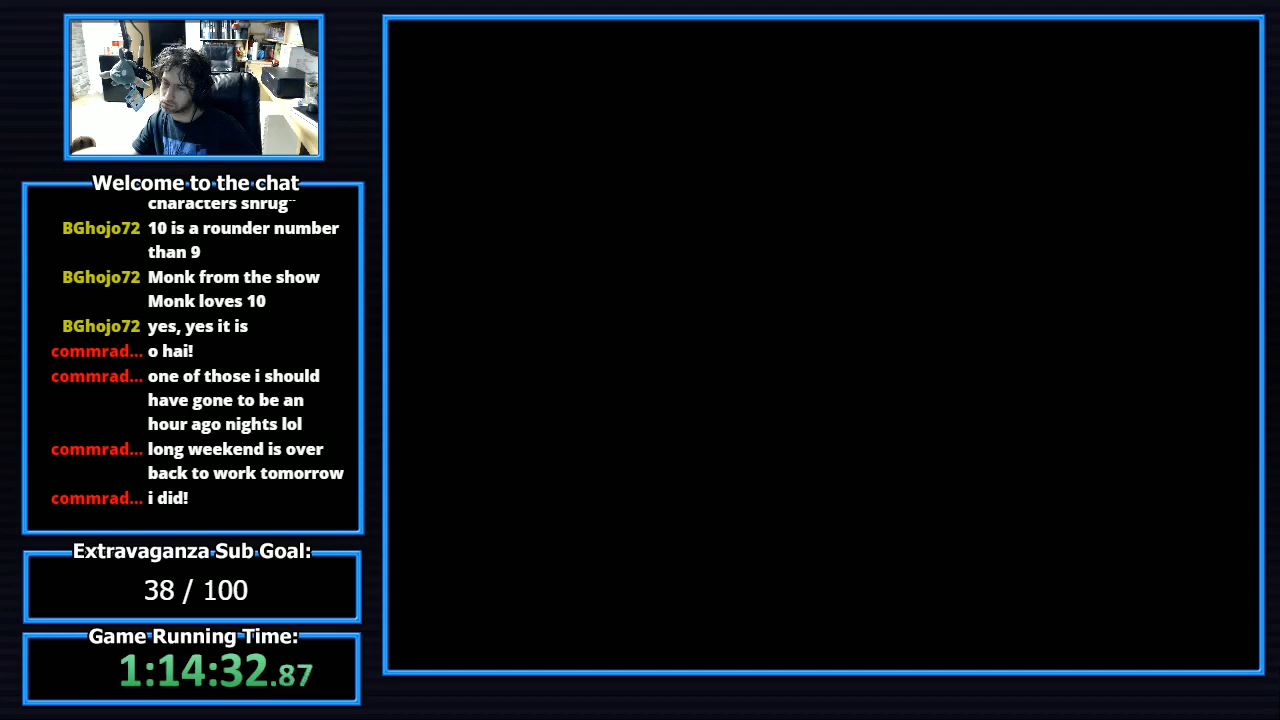 Welcome to the chat
characters shrug"
BGhojo72 10 is a rounder number
than 9
BGhojo72 Monk from the show
Monk loves 10
BGhojo72 yes, yes it is
commrad... o hai!
commrad... one of those i should
have gone to be an
hour ago nights lol
commrad... long weekend is over
back to work tomorrow
commrad... i did!
Extravaganza Sub Goal:
38 / 100
Game Running Time:
1:14:32.87